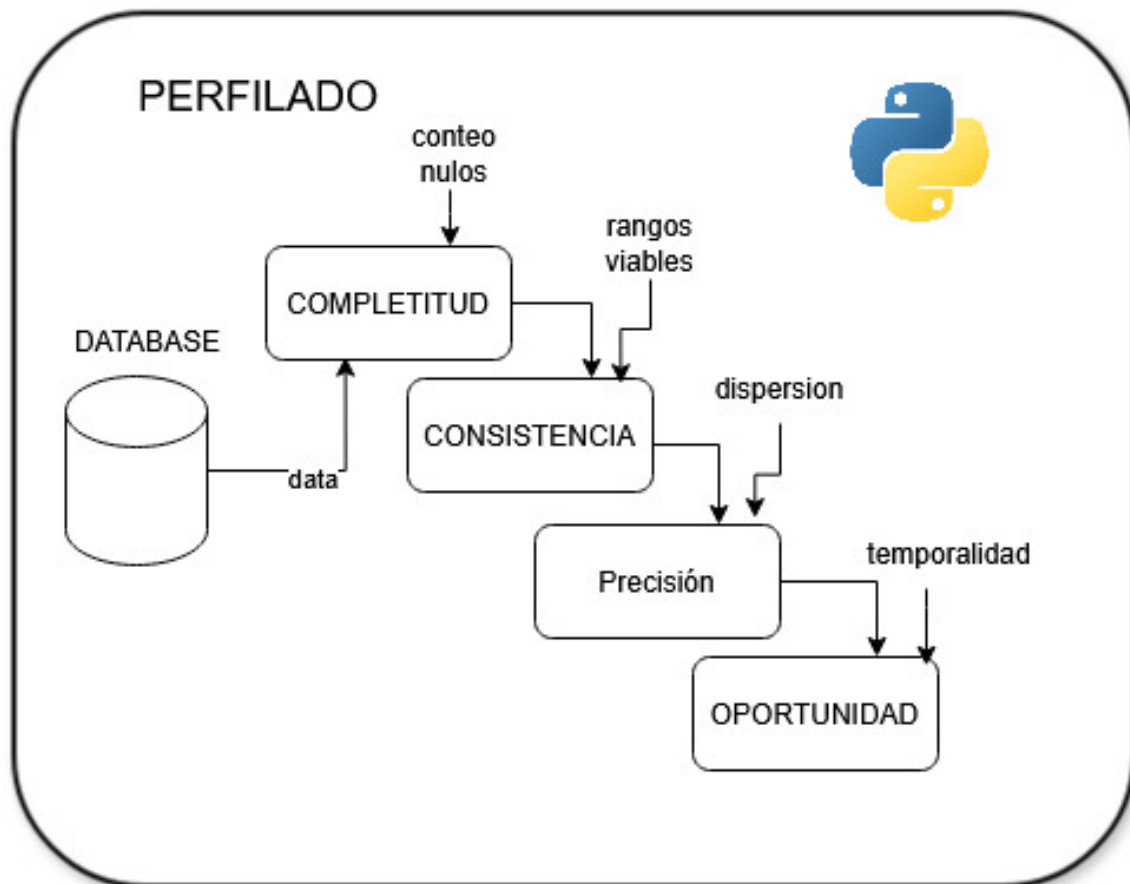 PERFILADO
conteo
nulos
rangos
viables
COMPLETITUD
DATABASE
dispersion
CONSISTENCIA
data
temporalidad
Precisión
OPORTUNIDAD